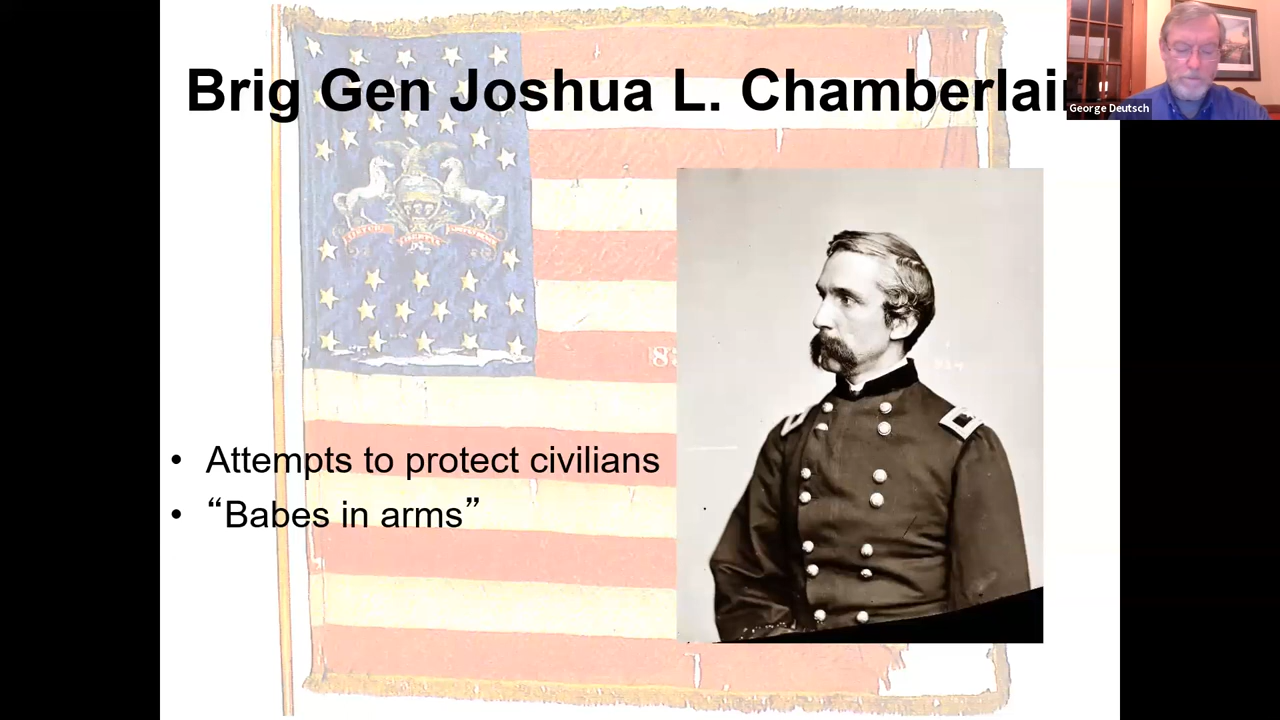 Brig Gen Joshua L. Chamberlain
George Deutsch
• Attempts to protect civilians
• “Babes in arms”